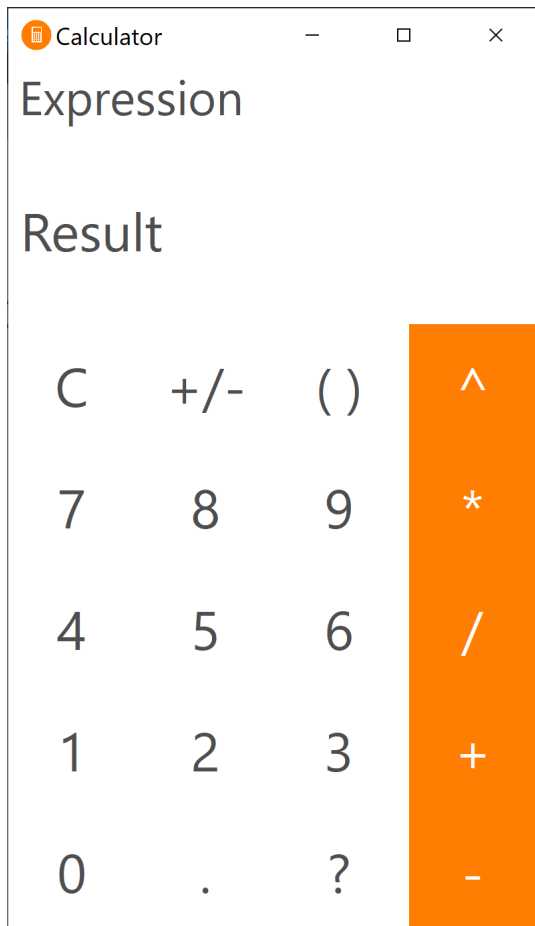 Calculator
Expression
Result
C +/- ( ) ^
7 8 9 *
4 5 6 /
1 2 3 +
0 . ? -